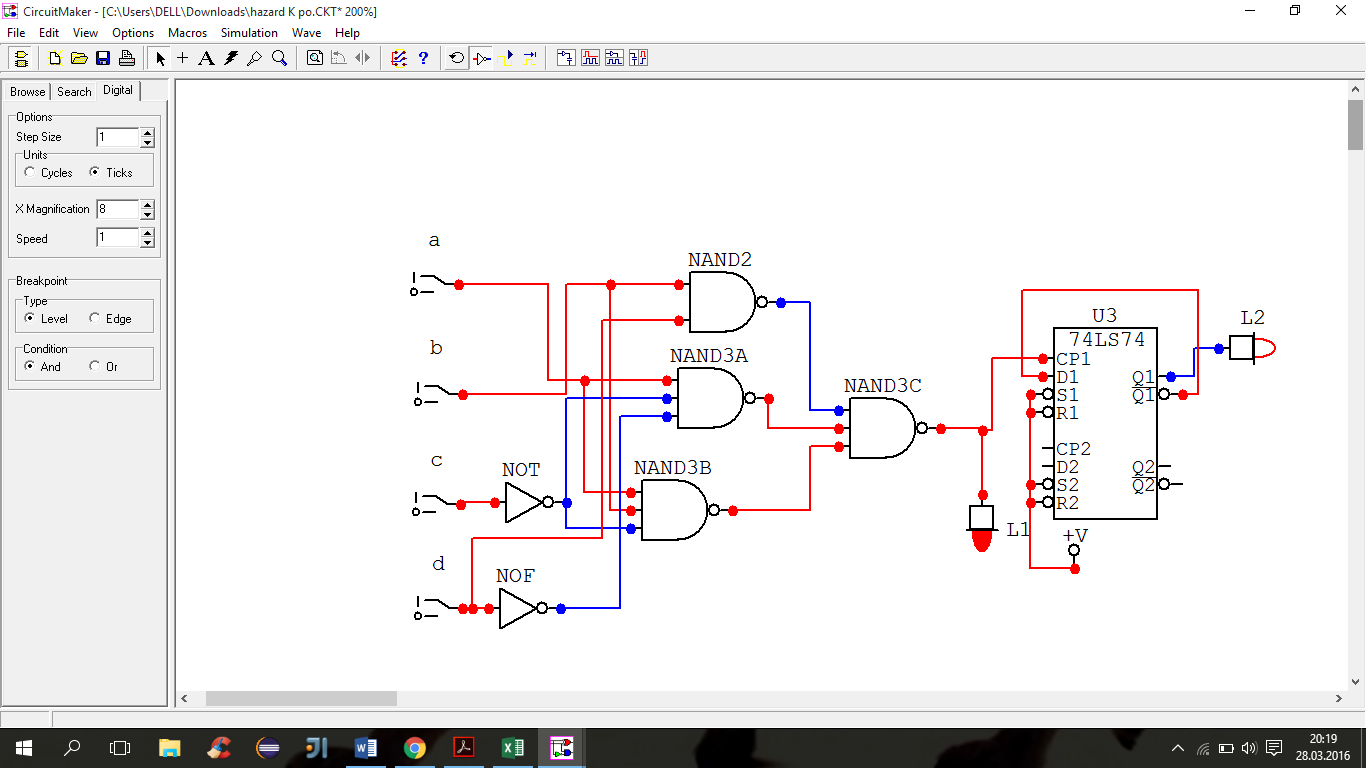 CircuitMaker - [C:\Users\DELL\Downloads\hazard K po.CKT* 200%]
File Edit View Options Macros Simulation Wave Help
Browse Search Digital
Options
Step Size 1
Units
Cycles Ticks
X Magnification 8
Speed 1
Breakpoint
Type
Level Edge
Condition
And Or
a
b
c
d
NAND2
NAND3A
NAND3B
NAND3C
NOT
NOF
L1
U3
74LS74
CP1
D1 Q1
S1 Q1
R1
CP2
D2 Q2
S2 Q2
R2
+V
L2
20:19
28.03.2016